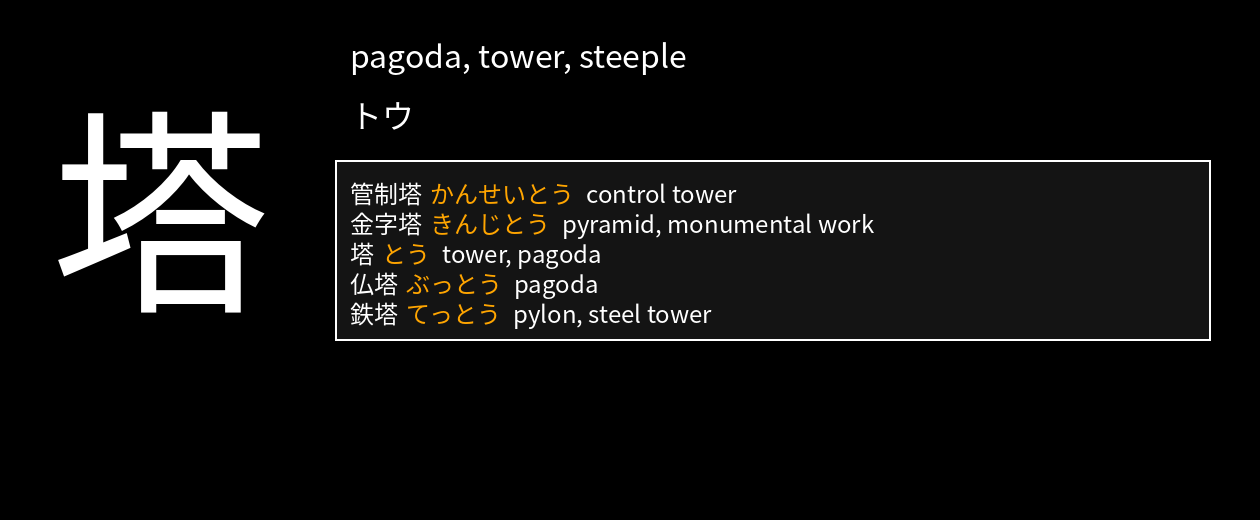 塔
pagoda, tower, steeple
トウ
管制塔 かんせいとう control tower
金字塔 きんじとう pyramid, monumental work
塔 とう tower, pagoda
仏塔 ぶっとう pagoda
鉄塔 てっとう pylon, steel tower